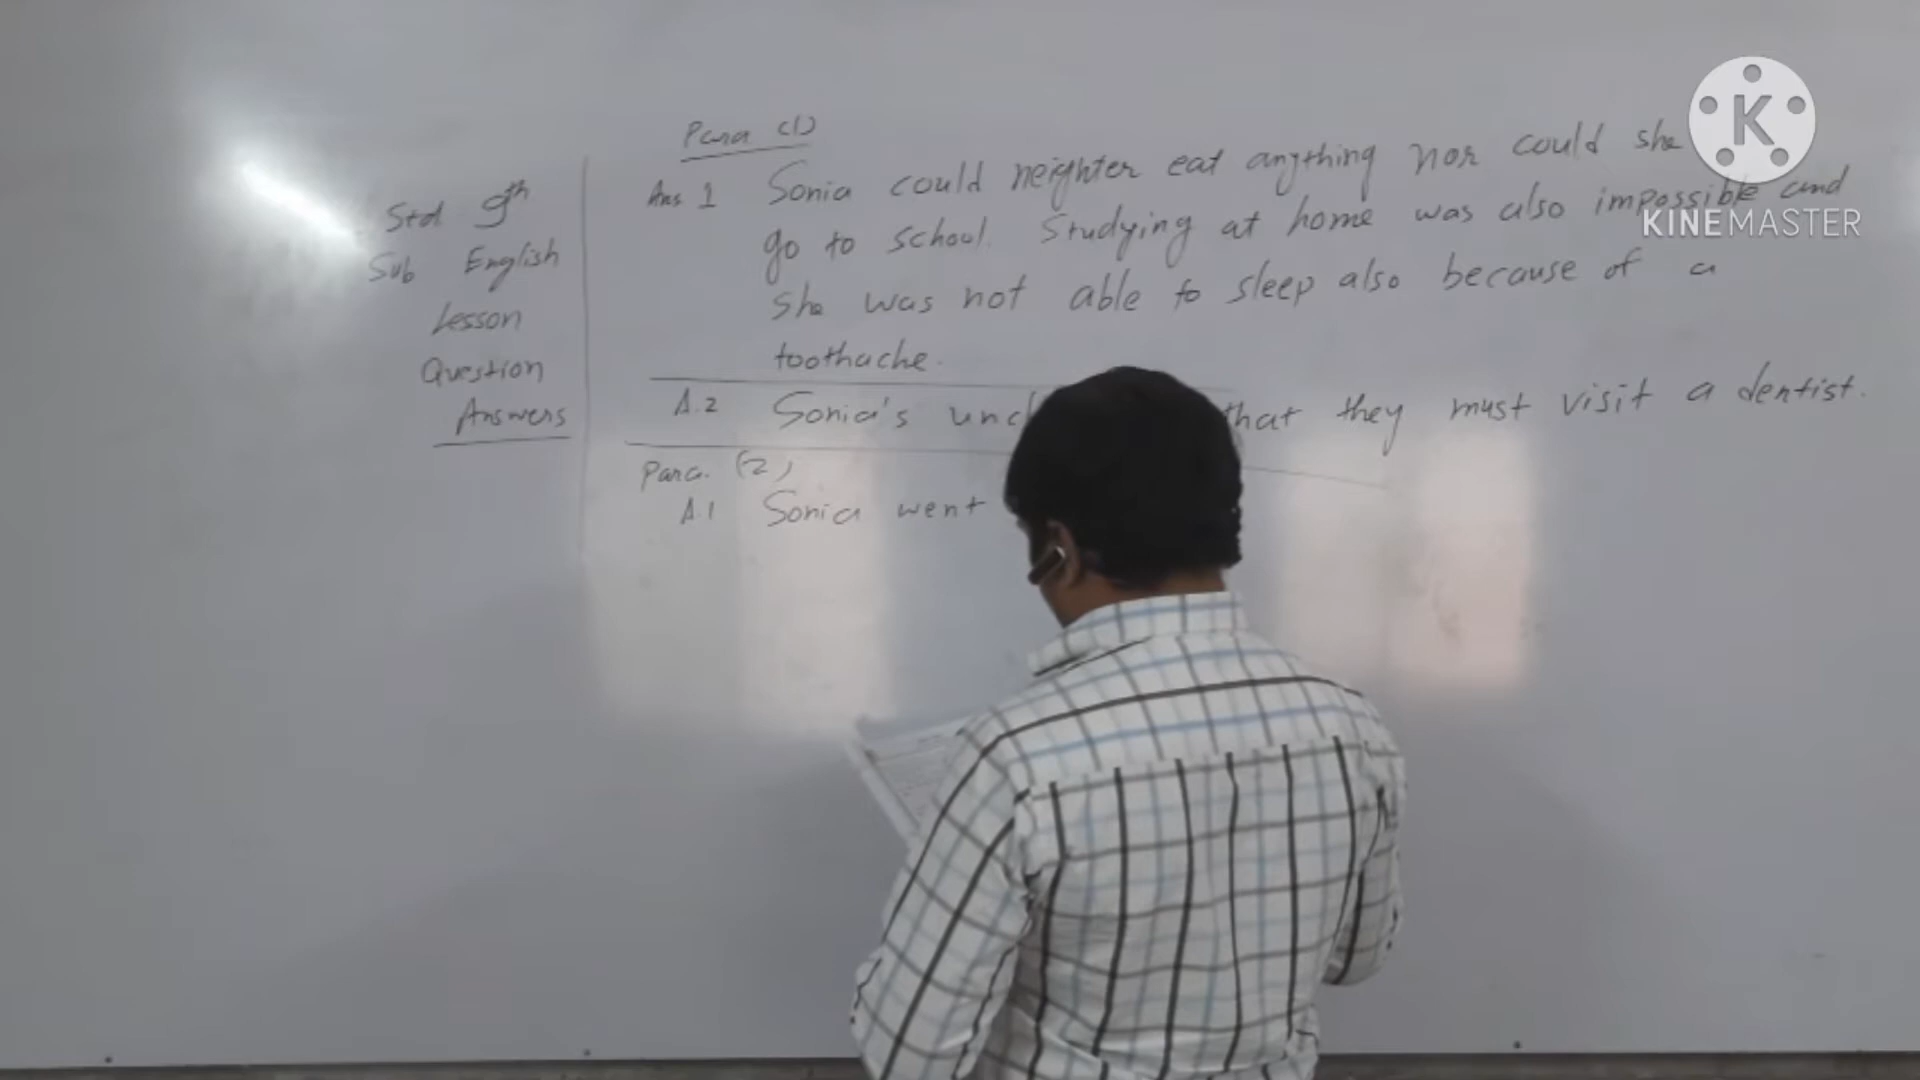 Std 9th
Sub English
Lesson
Question
Answers
Para (1)
Ans 1 Sonia could neighter eat anything nor could she
go to school. Studying at home was also impossible and
she was not able to sleep also because of a
toothache.
A.2 Sonia's that they must visit a dentist.
Para. (2)
A.1 Sonia went
K
KINEMASTER